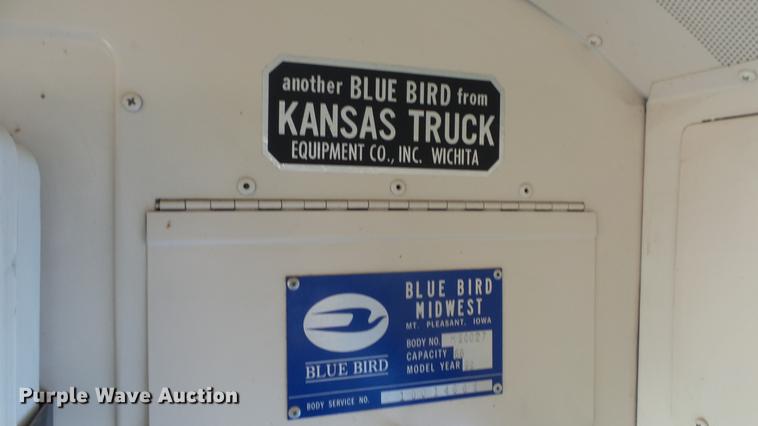 another BLUE BIRD from
KANSAS TRUCK
EQUIPMENT CO., INC. WICHITA
BLUE BIRD
MIDWEST
MT. PLEASANT, IOWA
BODY NO.
CAPACITY
MODEL YEAR
BLUE BIRD
BODY SERVICE NO.
Purple Wave Auction®